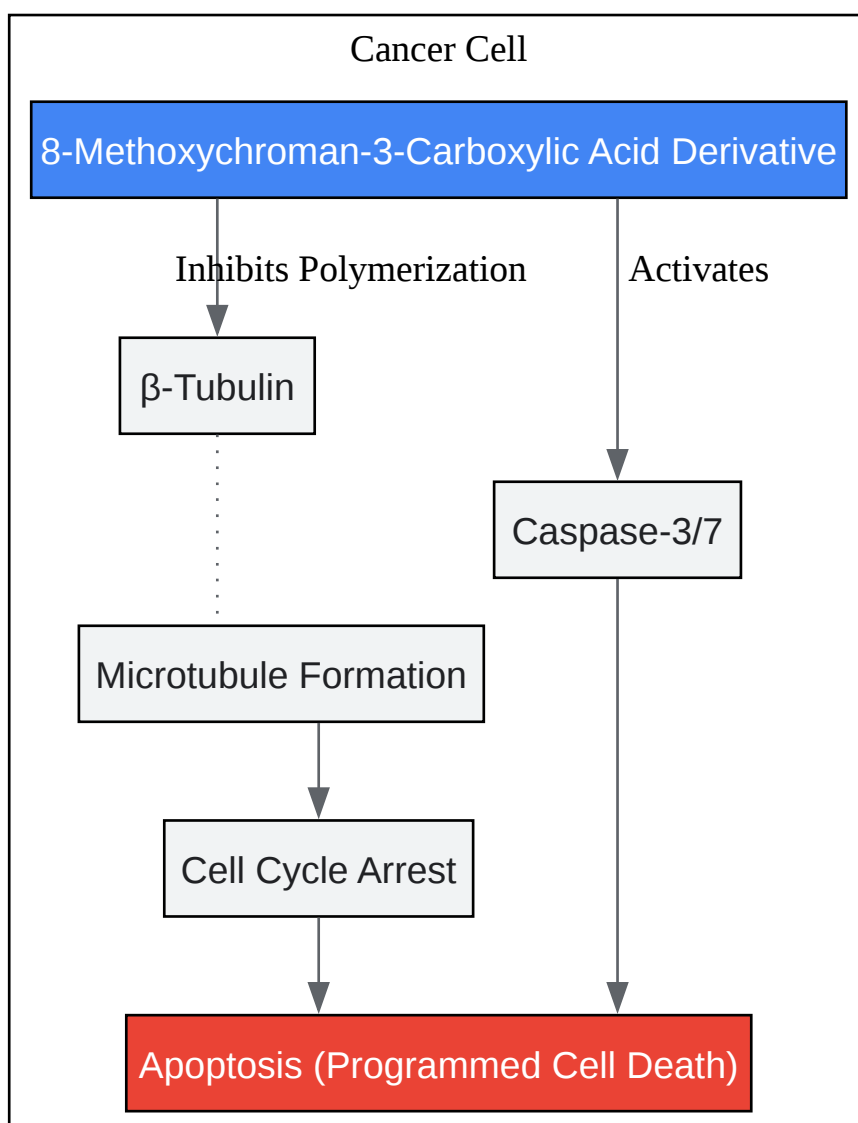 Cancer Cell
8-Methoxychroman-3-Carboxylic Acid Derivative
Inhibits Polymerization
Activates
β-Tubulin
Caspase-3/7
Microtubule Formation
Cell Cycle Arrest
Apoptosis (Programmed Cell Death)